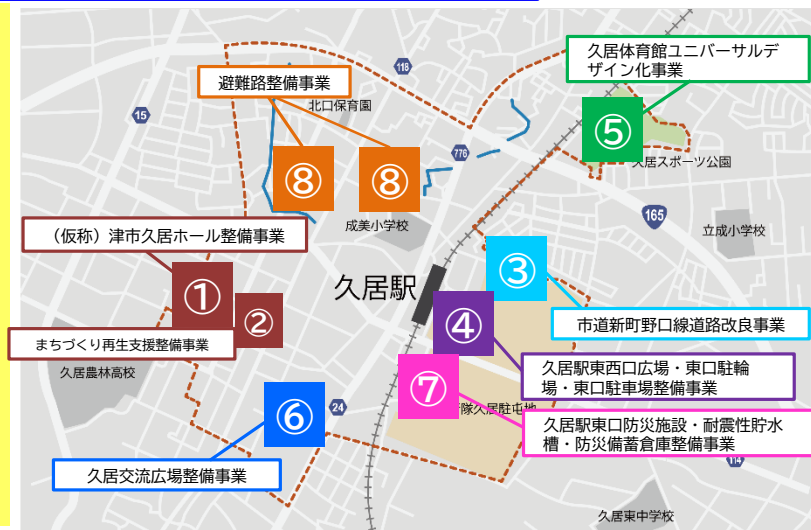 久居体育館ユニバーサルデ
ザイン化事業
118
避難路整備事業
北口保育園
15
⑤
776
久居スポーツ公園
⑧
⑧
165
成美小学校
立成小学校
(仮称)津市久居ホール整備事業
久居駅
③
①
②
④
市道新町野口線道路改良事業
まちづくり再生支援整備事業
久居農林高校
久居駅東西口広場・東口駐輪
場・東口駐車場整備事業
⑦
⑥
24
隊久居駐屯地
久居駅東口防災施設・耐震性貯水
槽・防災備蓄倉庫整備事業
久居交流広場整備事業
114
久居東中学校